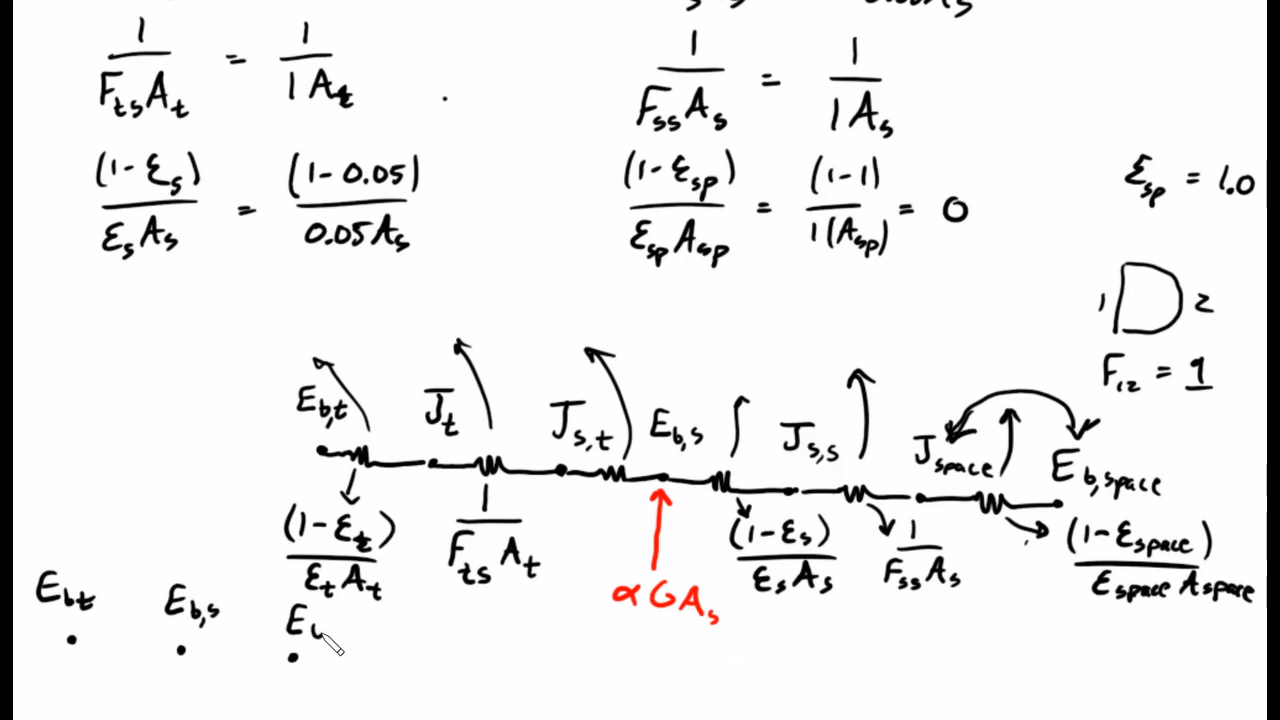 1/(F_ts A_t) = 1/(1 A_t)
1/(F_ss A_s) = 1/(1 A_s)
(1-ε_s)/(ε_s A_s) = (1-0.05)/(0.05A_s)
(1-ε_sp)/(ε_sp A_sp) = (1-1)/(1(A_sp)) = 0
ε_sp = 1.0
1 2
F_12 = 1
E_b,t J_t J_s,t E_b,s J_s,s J_space E_b,space
(1-ε_t)/(ε_t A_t) 1/(F_ts A_t) αGA_s (1-ε_s)/(ε_s A_s) 1/(F_ss A_s) (1-ε_space)/(ε_space A_space)
E_bt E_b,s E